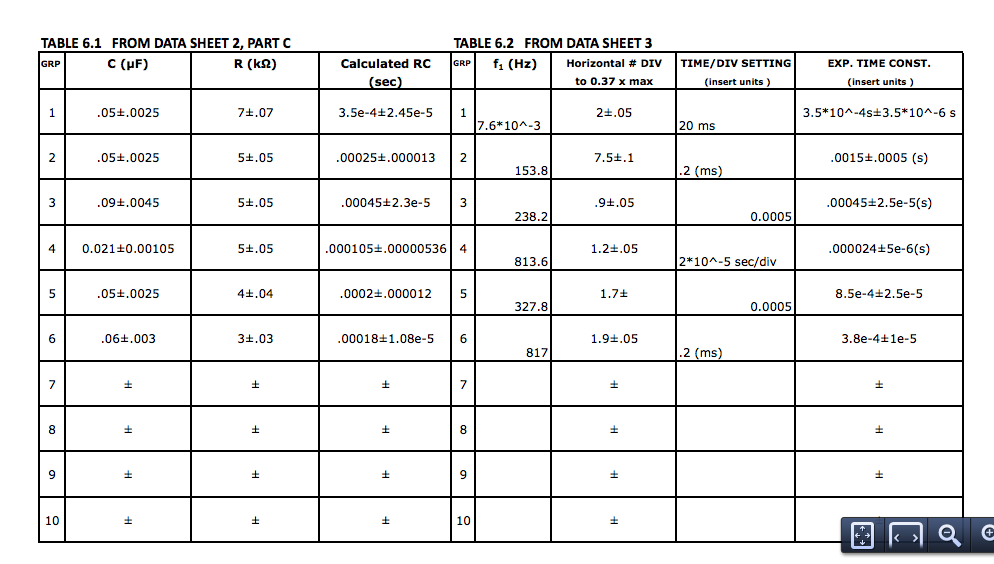 TABLE 6.1 FROM DATA SHEET 2, PART C TABLE 6.2 FROM DATA SHEET 3
GRP C (µF) R (kΩ) Calculated RC (sec) GRP f₁ (Hz) Horizontal # DIV to 0.37 x max TIME/DIV SETTING (insert units ) EXP. TIME CONST. (insert units )
1 .05±.0025 7±.07 3.5e-4±2.45e-5 1 7.6*10^-3 2±.05 20 ms 3.5*10^-4s±3.5*10^-6 s
2 .05±.0025 5±.05 .00025±.000013 2 153.8 7.5±.1 .2 (ms) .0015±.0005 (s)
3 .09±.0045 5±.05 .00045±2.3e-5 3 238.2 .9±.05 0.0005 .00045±2.5e-5(s)
4 0.021±0.00105 5±.05 .000105±.00000536 4 813.6 1.2±.05 2*10^-5 sec/div .000024±5e-6(s)
5 .05±.0025 4±.04 .0002±.000012 5 327.8 1.7± 0.0005 8.5e-4±2.5e-5
6 .06±.003 3±.03 .00018±1.08e-5 6 817 1.9±.05 .2 (ms) 3.8e-4±1e-5
7 ± ± ± 7 ± ±
8 ± ± ± 8 ± ±
9 ± ± ± 9 ± ±
10 ± ± ± 10 ±